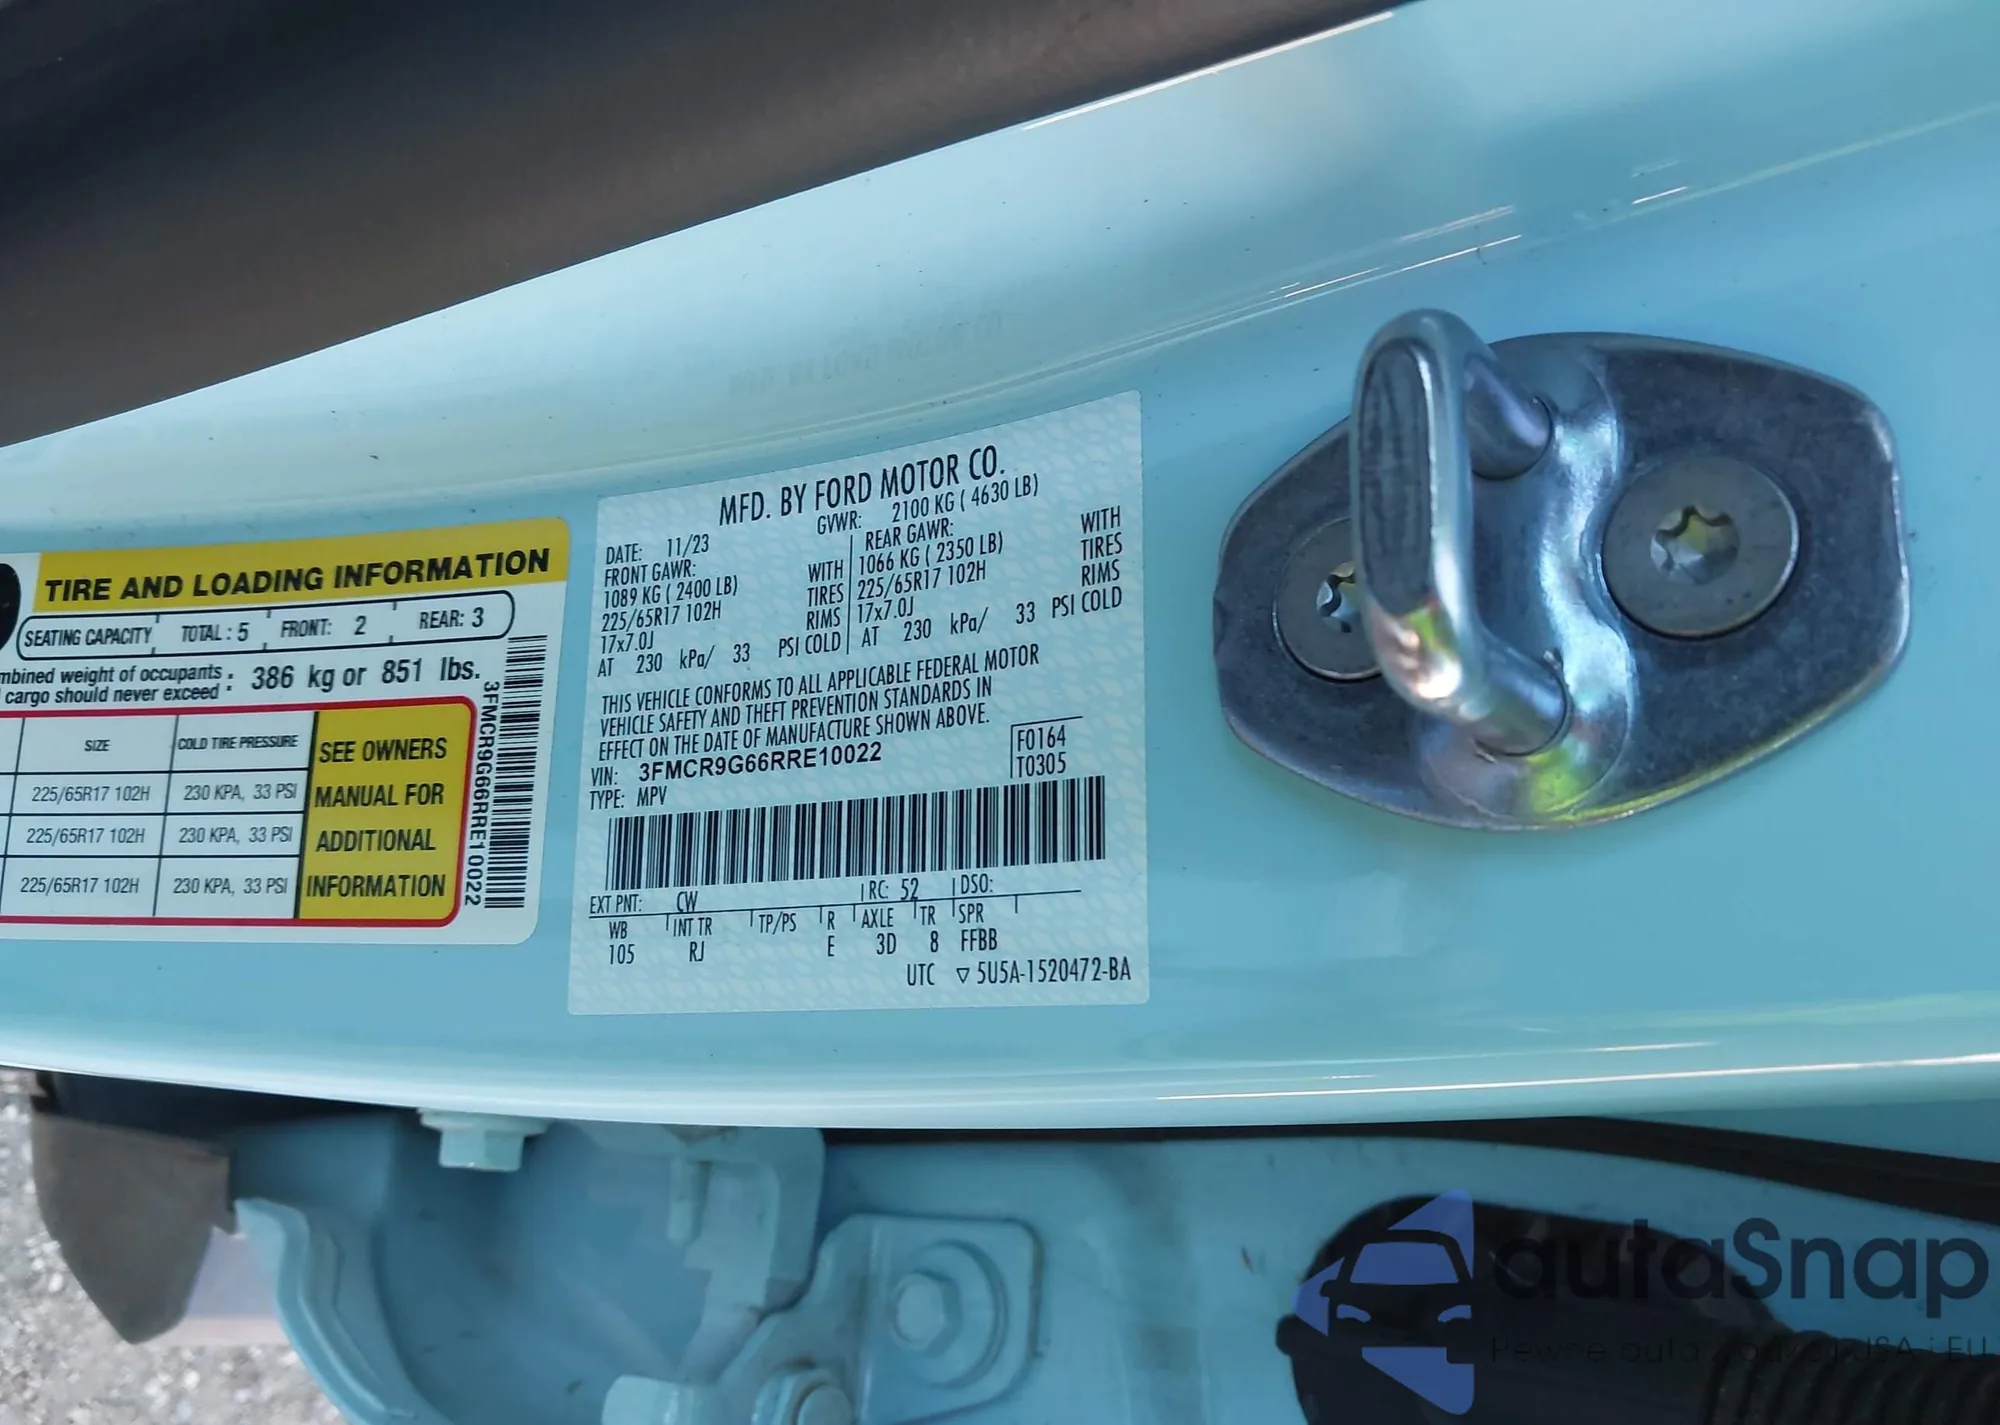 TIRE AND LOADING INFORMATION
SEATING CAPACITY TOTAL : 5 FRONT: 2 REAR: 3
mbined weight of occupants : 386 kg or 851 lbs.
cargo should never exceed :
SIZE COLD TIRE PRESSURE
225/65R17 102H 230 KPA, 33 PSI
225/65R17 102H 230 KPA, 33 PSI
225/65R17 102H 230 KPA, 33 PSI
SEE OWNERS
MANUAL FOR
ADDITIONAL
INFORMATION
3FMCR9G66RRE10022
MFD. BY FORD MOTOR CO.
DATE: 11/23 GVWR: 2100 KG ( 4630 LB)
FRONT GAWR: REAR GAWR:
1089 KG ( 2400 LB) WITH 1066 KG ( 2350 LB) WITH
225/65R17 102H TIRES 225/65R17 102H TIRES
17x7.0J RIMS 17x7.0J RIMS
AT 230 kPa/ 33 PSI COLD AT 230 kPa/ 33 PSI COLD
THIS VEHICLE CONFORMS TO ALL APPLICABLE FEDERAL MOTOR
VEHICLE SAFETY AND THEFT PREVENTION STANDARDS IN
EFFECT ON THE DATE OF MANUFACTURE SHOWN ABOVE.
VIN: 3FMCR9G66RRE10022 F0164
TYPE: MPV T0305
EXT PNT: CW RC: 52 DSO:
WB INT TR TP/PS R AXLE TR SPR
105 RJ E 3D 8 FFBB
UTC ▽ 5U5A-1520472-BA
autaSnap